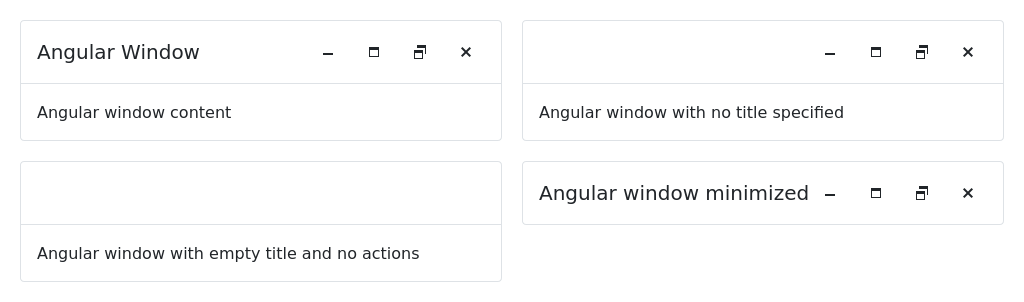 Angular Window
Angular window content
Angular window with no title specified
Angular window with empty title and no actions
Angular window minimized